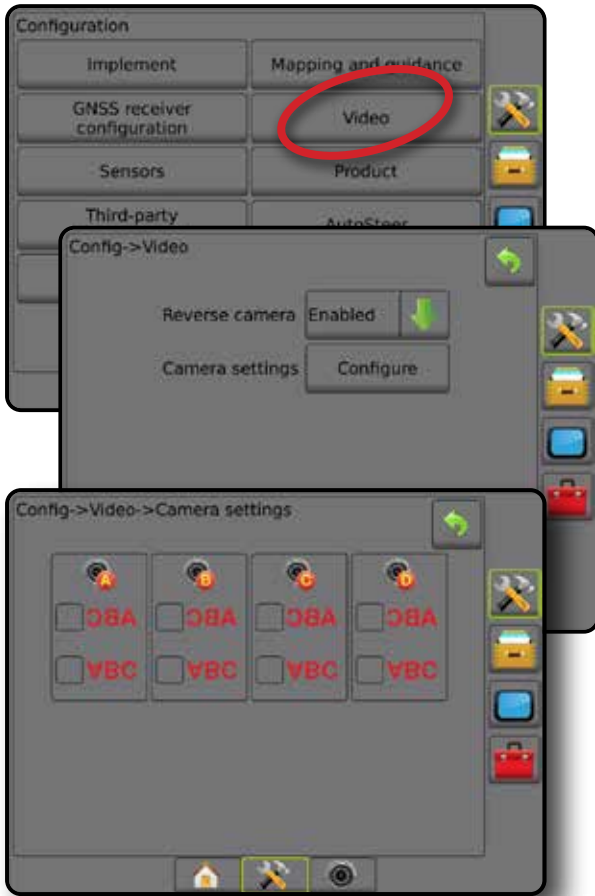 Configuration
Implement Mapping and guidance
GNSS receiver configuration Video
Sensors Product
Third-party AutoSteer
Config->Video
Reverse camera Enabled
Camera settings Configure
Config->Video->Camera settings
A B C D
ABC ABC ABC ABC
ABC ABC ABC ABC